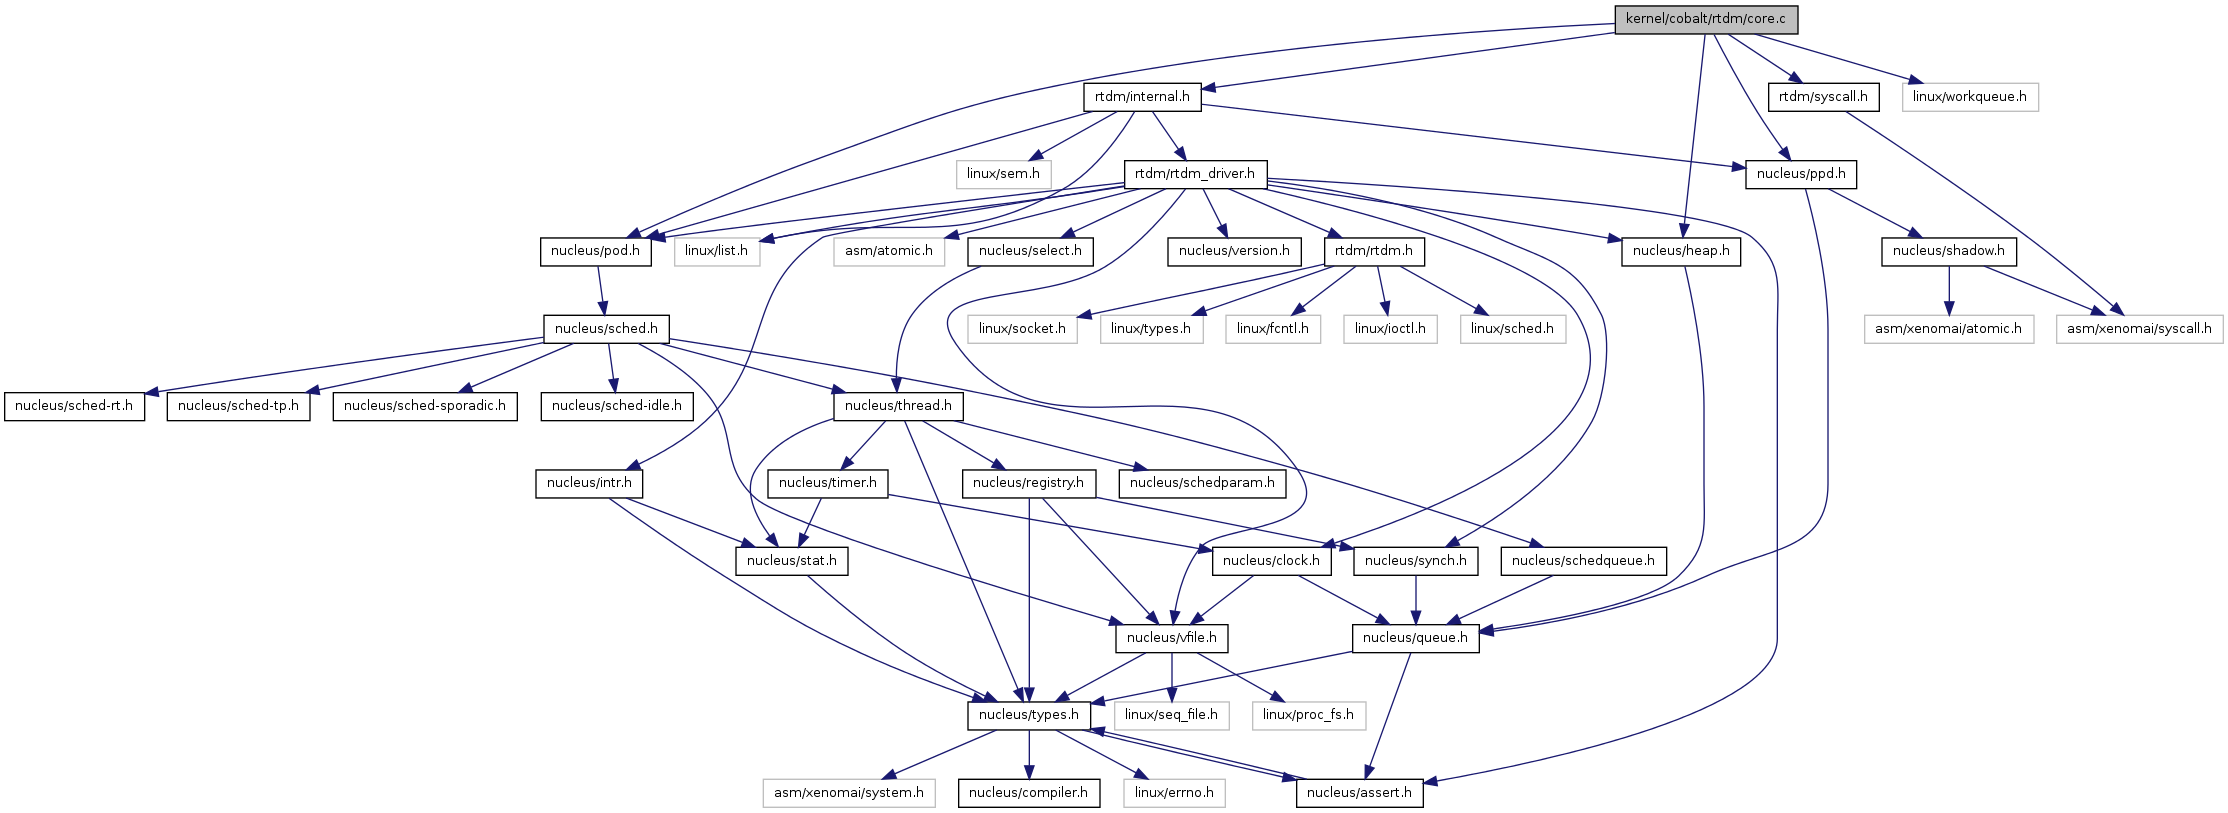 kernel/cobalt/rtdm/core.c
rtdm/internal.h
rtdm/syscall.h
linux/workqueue.h
linux/sem.h
rtdm/rtdm_driver.h
nucleus/ppd.h
nucleus/pod.h
linux/list.h
asm/atomic.h
nucleus/select.h
nucleus/version.h
rtdm/rtdm.h
nucleus/heap.h
nucleus/shadow.h
nucleus/sched.h
linux/socket.h
linux/types.h
linux/fcntl.h
linux/ioctl.h
linux/sched.h
asm/xenomai/atomic.h
asm/xenomai/syscall.h
nucleus/sched-rt.h
nucleus/sched-tp.h
nucleus/sched-sporadic.h
nucleus/sched-idle.h
nucleus/thread.h
nucleus/intr.h
nucleus/timer.h
nucleus/registry.h
nucleus/schedparam.h
nucleus/stat.h
nucleus/clock.h
nucleus/synch.h
nucleus/schedqueue.h
nucleus/vfile.h
nucleus/queue.h
nucleus/types.h
linux/seq_file.h
linux/proc_fs.h
asm/xenomai/system.h
nucleus/compiler.h
linux/errno.h
nucleus/assert.h